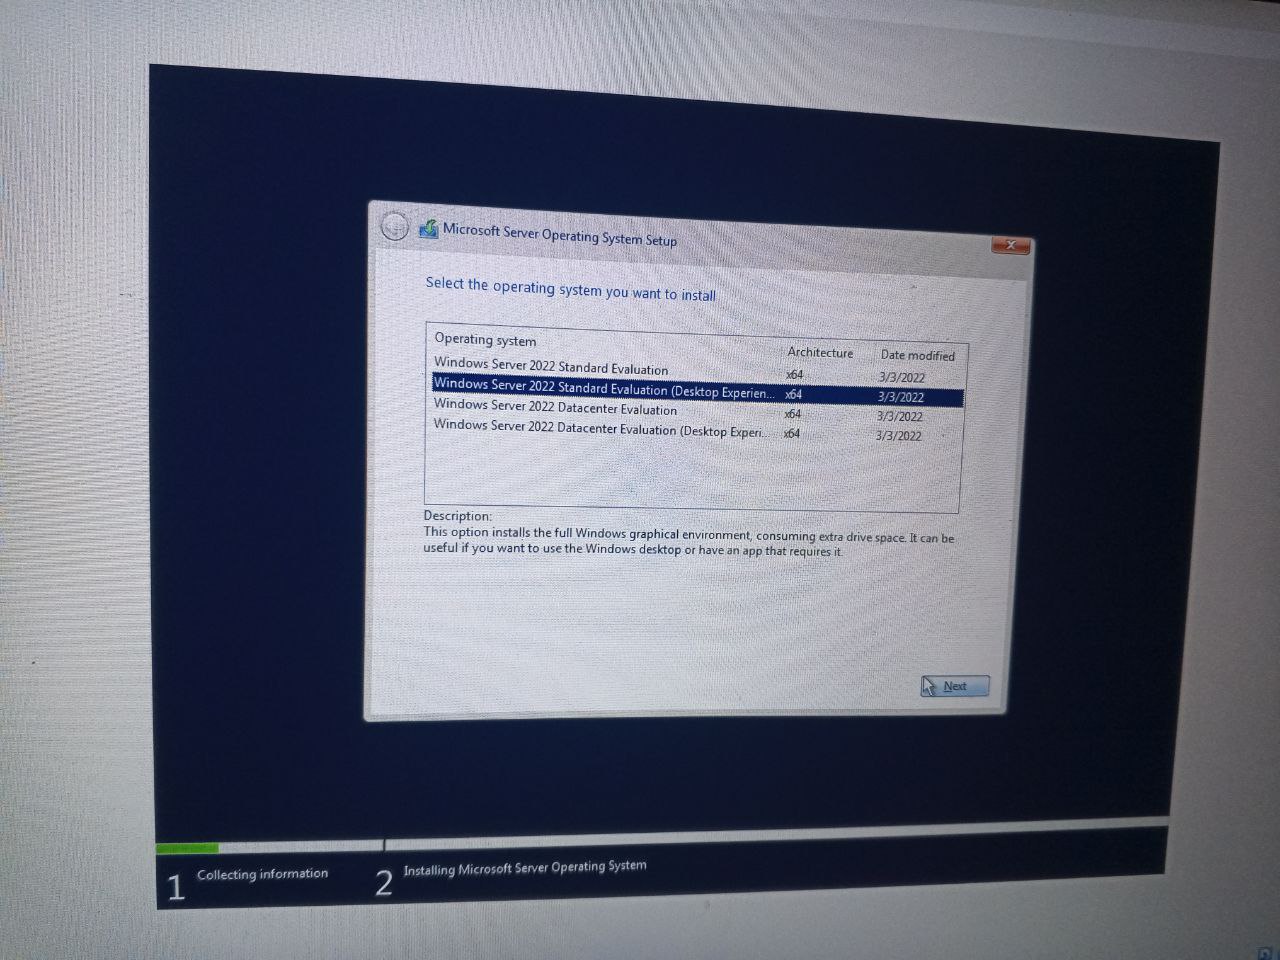 Microsoft Server Operating System Setup
Select the operating system you want to install
Operating system Architecture Date modified
Windows Server 2022 Standard Evaluation x64 3/3/2022
Windows Server 2022 Standard Evaluation (Desktop Experien... x64 3/3/2022
Windows Server 2022 Datacenter Evaluation x64 3/3/2022
Windows Server 2022 Datacenter Evaluation (Desktop Experi... x64 3/3/2022
Description:
This option installs the full Windows graphical environment, consuming extra drive space. It can be
useful if you want to use the Windows desktop or have an app that requires it.
Next
1 Collecting information
2 Installing Microsoft Server Operating System